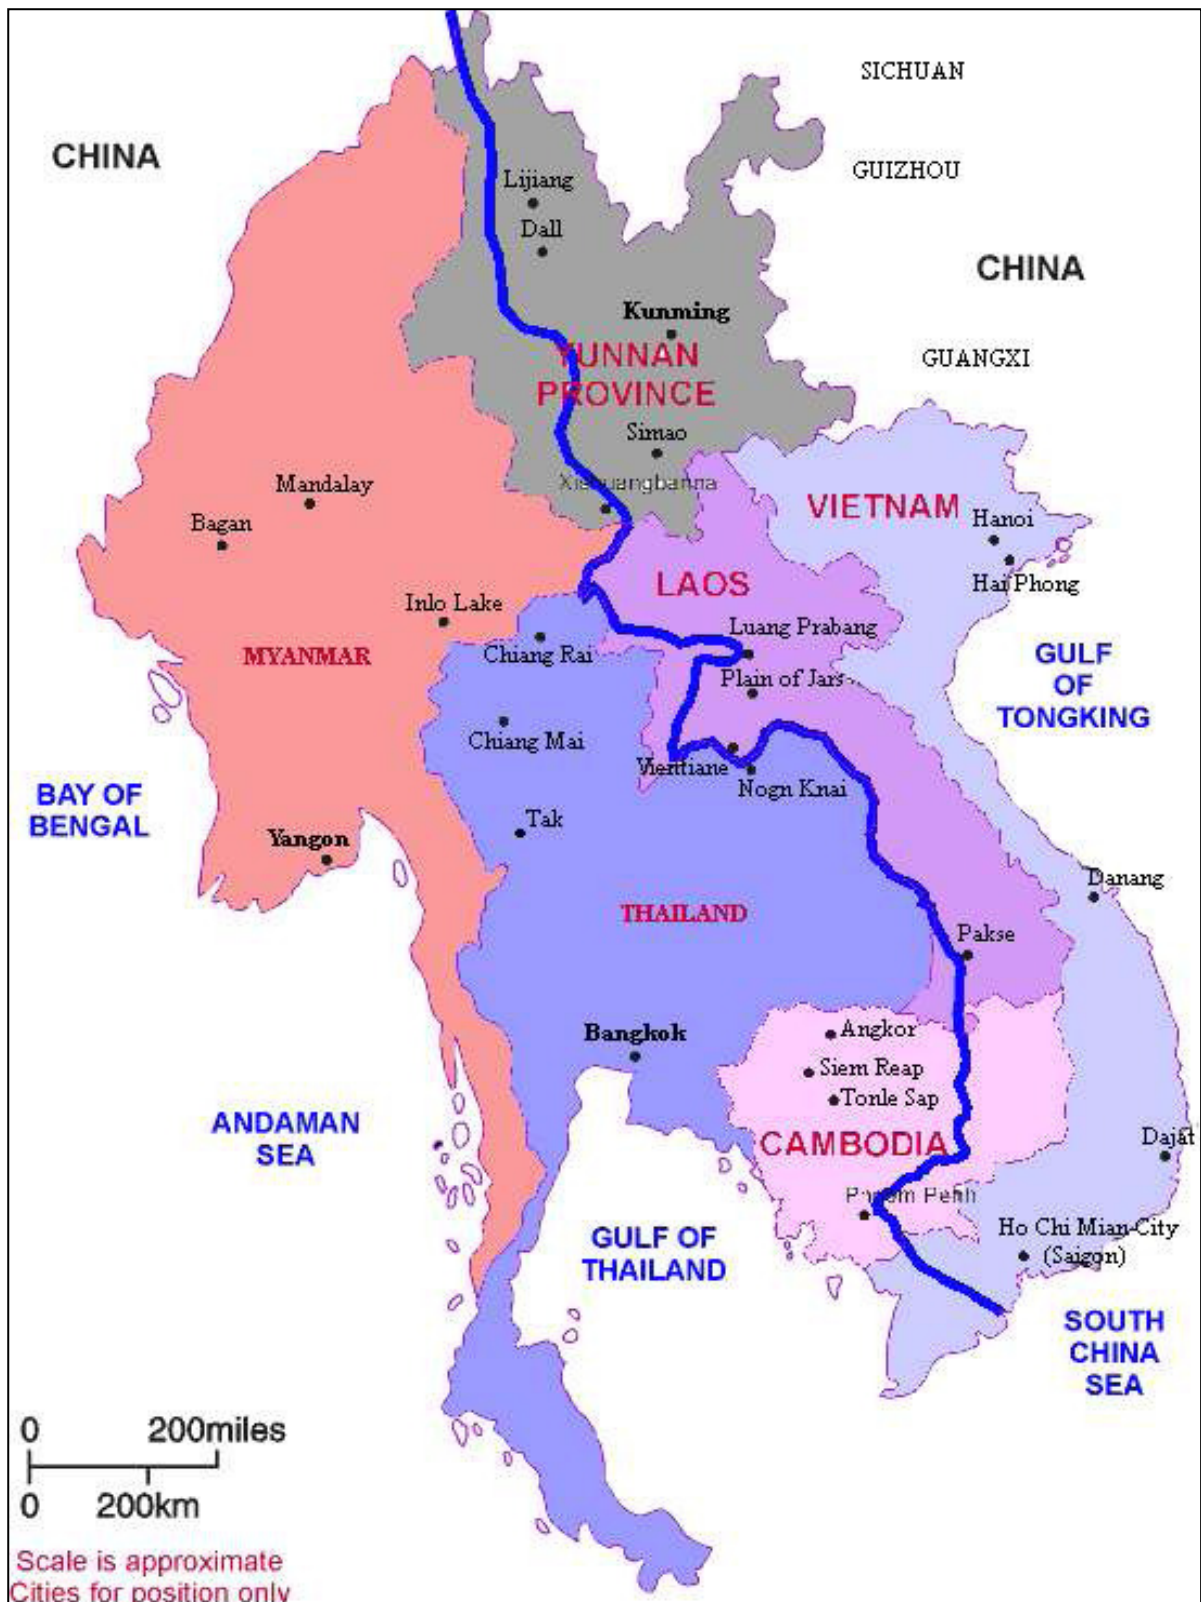 SICHUAN
CHINA
GUIZHOU
Lijiang
Dall
CHINA
Kunming
YUNNAN
PROVINCE
GUANGXI
Simao
Mandalay
VIETNAM
Bagan
Hanoi
LAOS
Hai Phong
Inlo Lake
Luang Prabang
MYANMAR
Chiang Rai
GULF
OF
TONGKING
Plain of Jars
Chiang Mai
Vientiane
Nogn Knai
BAY OF
BENGAL
Tak
Yangon
Danang
THAILAND
Pakse
Bangkok
Angkor
Siem Reap
Tonle Sap
ANDAMAN
SEA
CAMBODIA
Phnom Penh
Ho Chi Mian-City
(Saigon)
GULF OF
THAILAND
SOUTH
CHINA
SEA
0 200miles
0 200km
Scale is approximate
Cities for position only